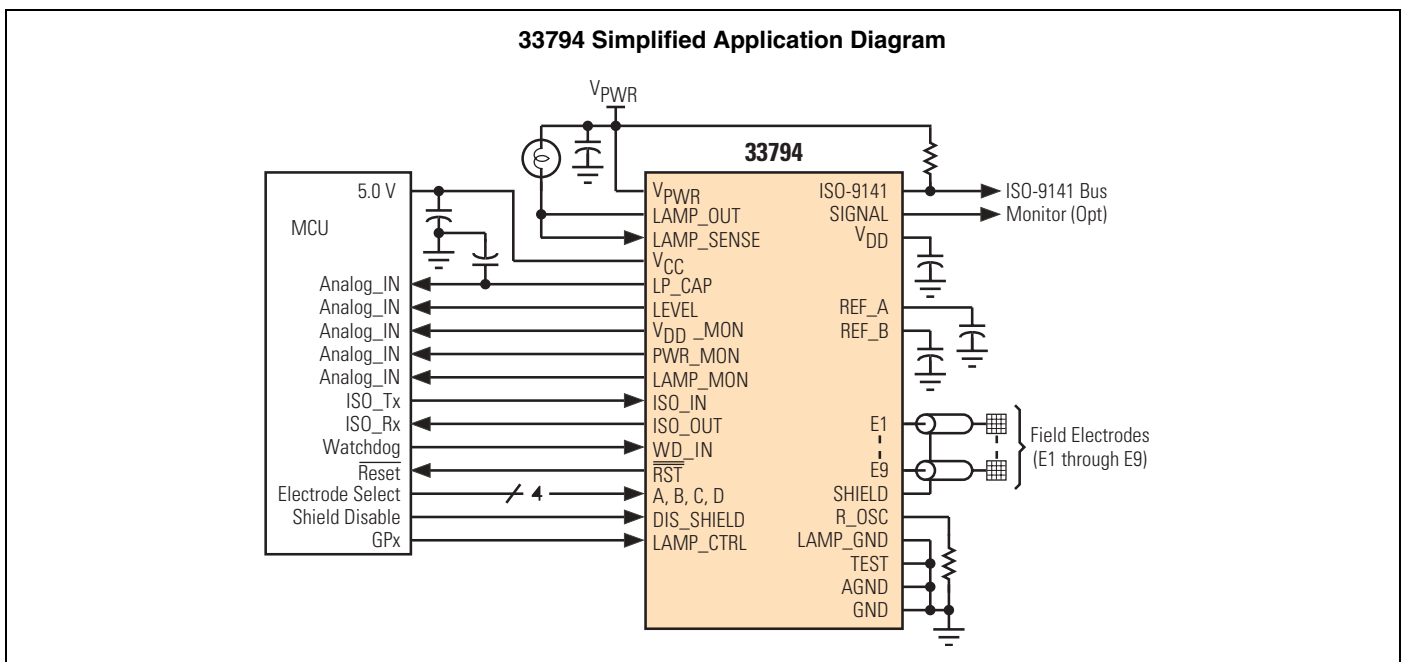 33794 Simplified Application Diagram
VPWR
33794
5.0 V
MCU
Analog_IN
Analog_IN
Analog_IN
Analog_IN
Analog_IN
ISO_Tx
ISO_Rx
Watchdog
Reset
Electrode Select
Shield Disable
GPx
4
VPWR
LAMP_OUT
LAMP_SENSE
VCC
LP_CAP
LEVEL
VDD _MON
PWR_MON
LAMP_MON
ISO_IN
ISO_OUT
WD_IN
RST
A, B, C, D
DIS_SHIELD
LAMP_CTRL
ISO-9141
SIGNAL
VDD
REF_A
REF_B
E1
E9
SHIELD
R_OSC
LAMP_GND
TEST
AGND
GND
ISO-9141 Bus
Monitor (Opt)
Field Electrodes
(E1 through E9)